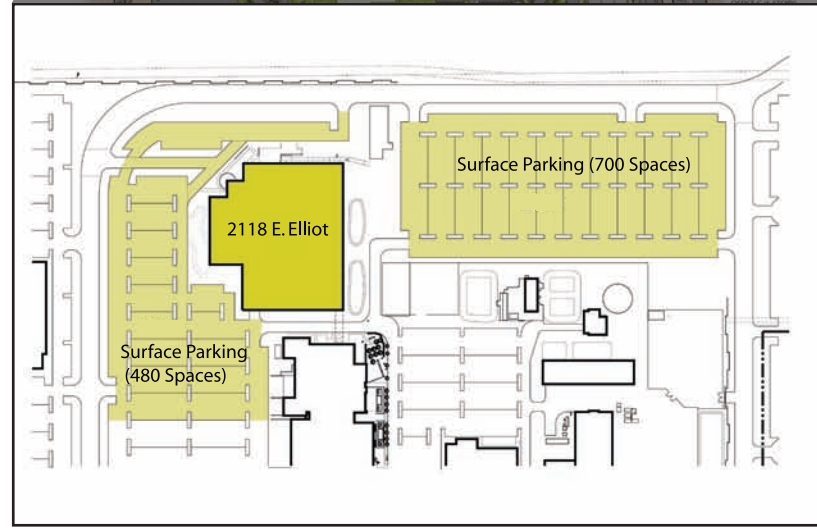 Surface Parking (700 Spaces)
2118 E. Elliot
Surface Parking
(480 Spaces)